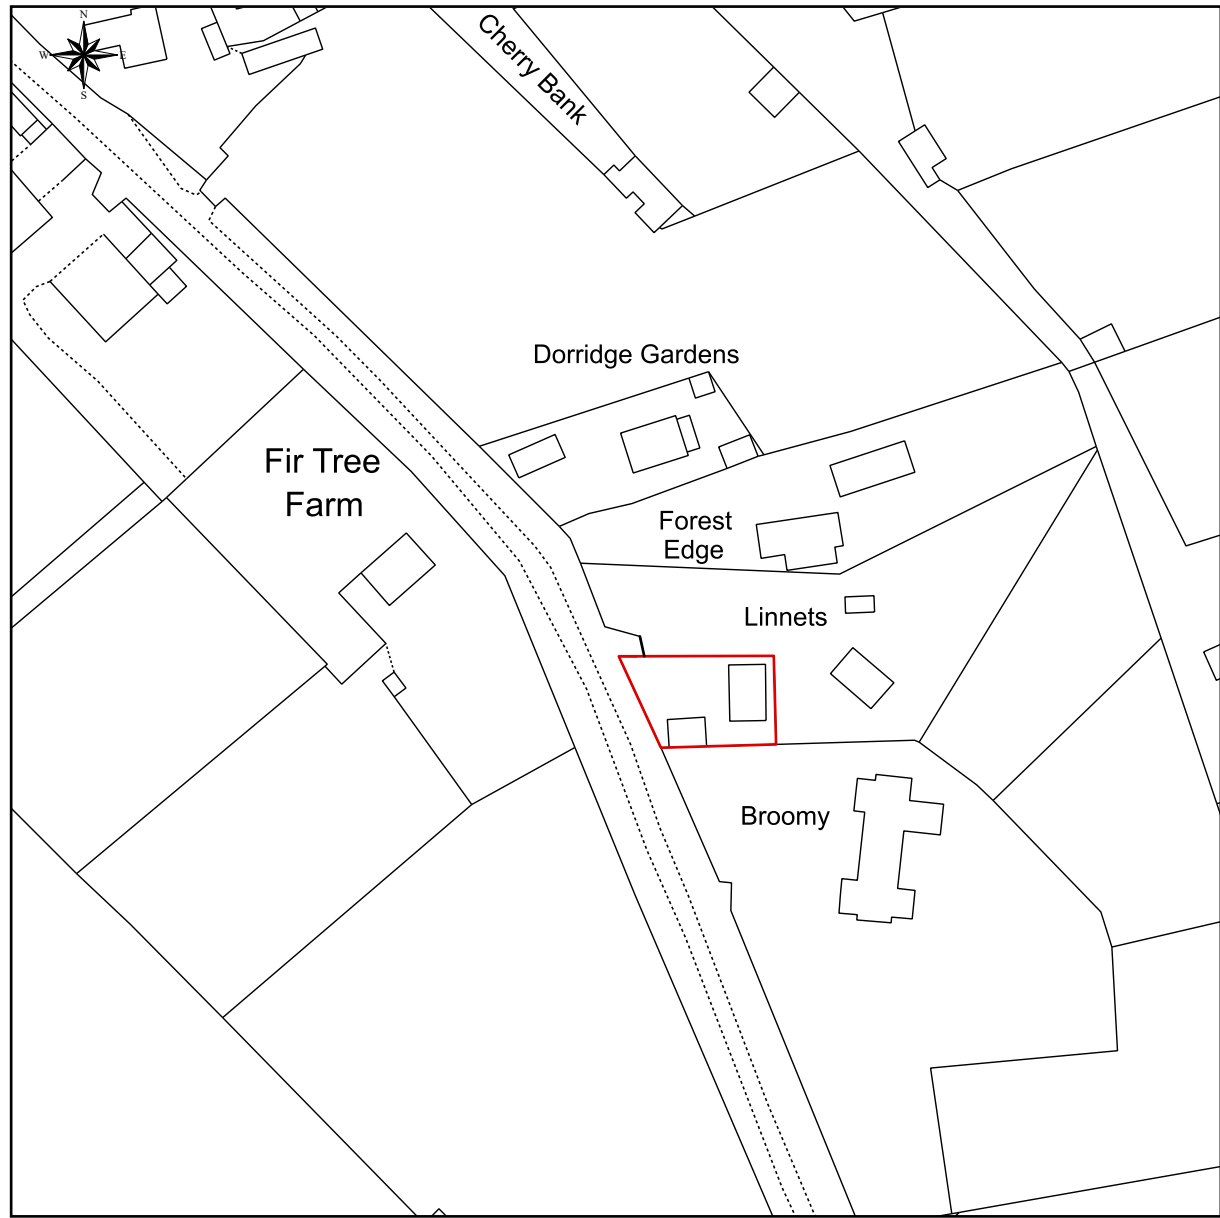 N
W E
S
Cherry Bank
Dorridge Gardens
Fir Tree
Farm
Forest
Edge
Linnets
Broomy